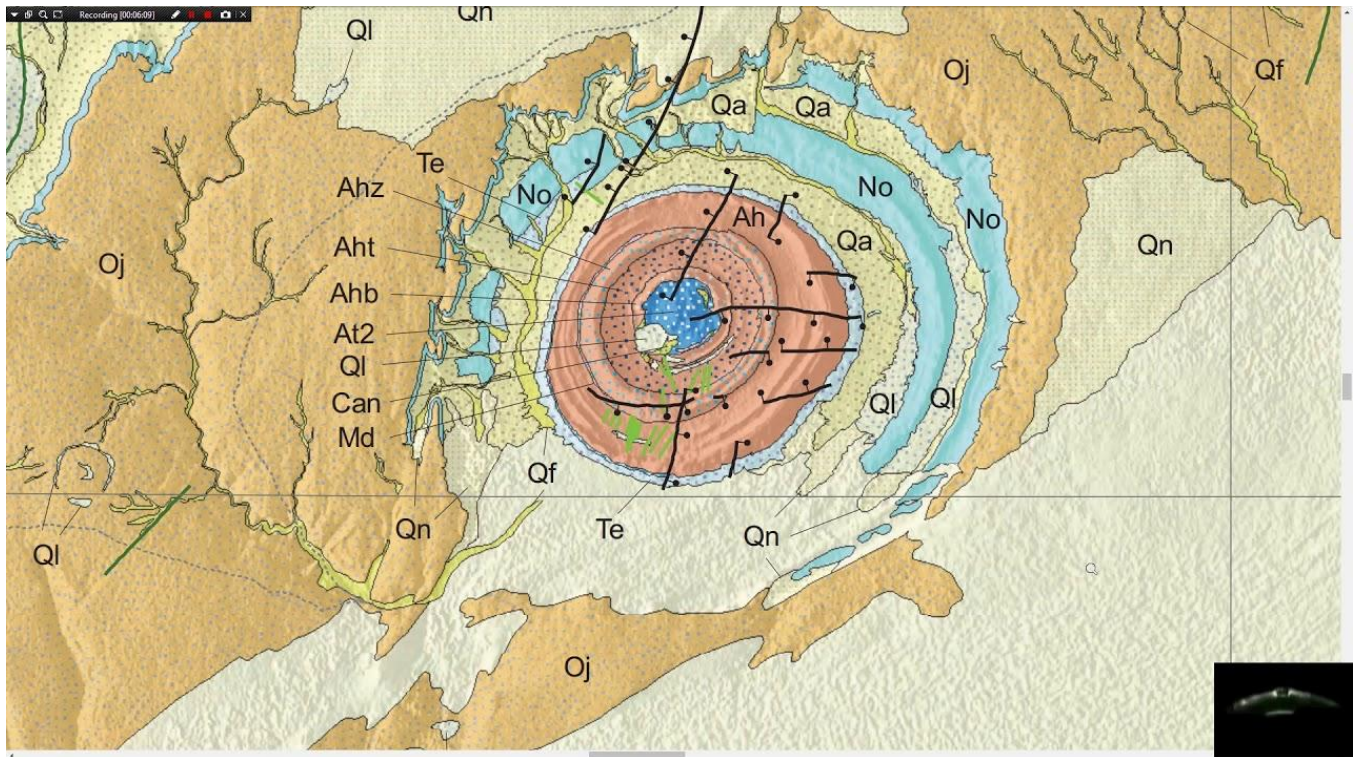 Recording [00:06:09]
Qn
Ql
Oj
Qf
Qa
Qa
Te
Ahz
No
No
No
Ah
Aht
Qa
Qn
Oj
Ahb
At2
Ql
Can
Ql
Ql
Md
Qf
Qn
Te
Qn
Ql
Oj